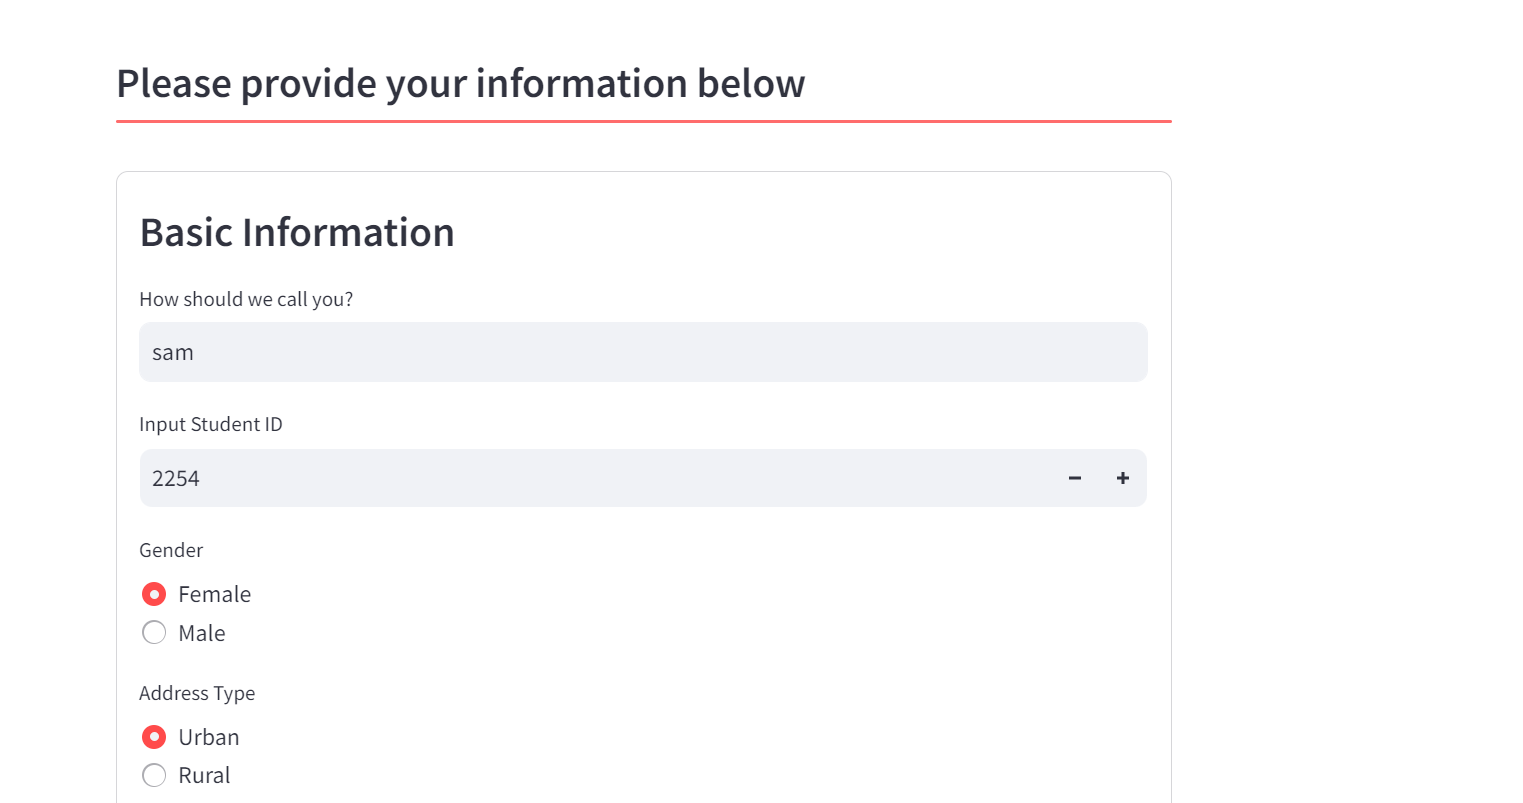 Please provide your information below
Basic Information
How should we call you?
sam
Input Student ID
2254
Gender
Female
Male
Address Type
Urban
Rural